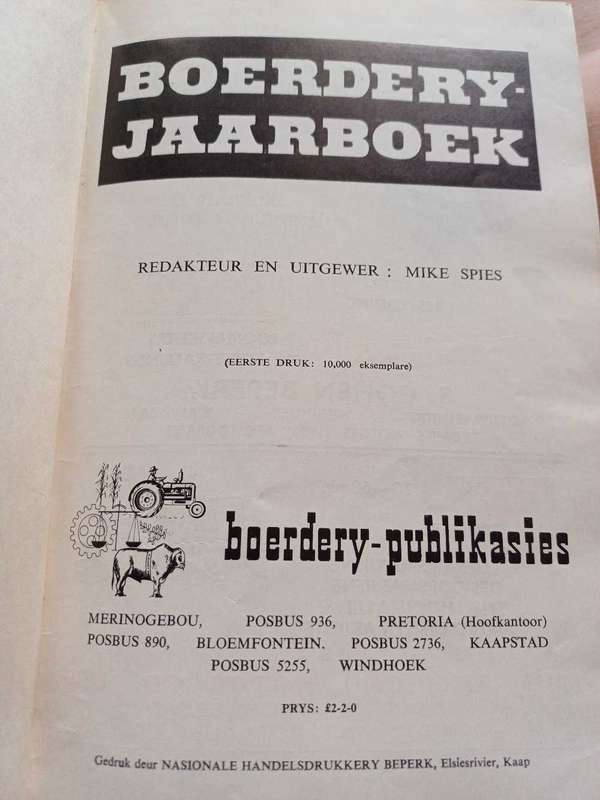 BOERDERY-
JAARBOEK
REDAKTEUR EN UITGEWER : MIKE SPIES
(EERSTE DRUK: 10,000 eksemplare)
boerdery-publikasies
MERINOGEBOU, POSBUS 936, PRETORIA (Hoofkantoor)
POSBUS 890, BLOEMFONTEIN. POSBUS 2736, KAAPSTAD
POSBUS 5255, WINDHOEK
PRYS: £2-2-0
Gedruk deur NASIONALE HANDELSDRUKKERY BEPERK, Elsiesrivier, Kaap